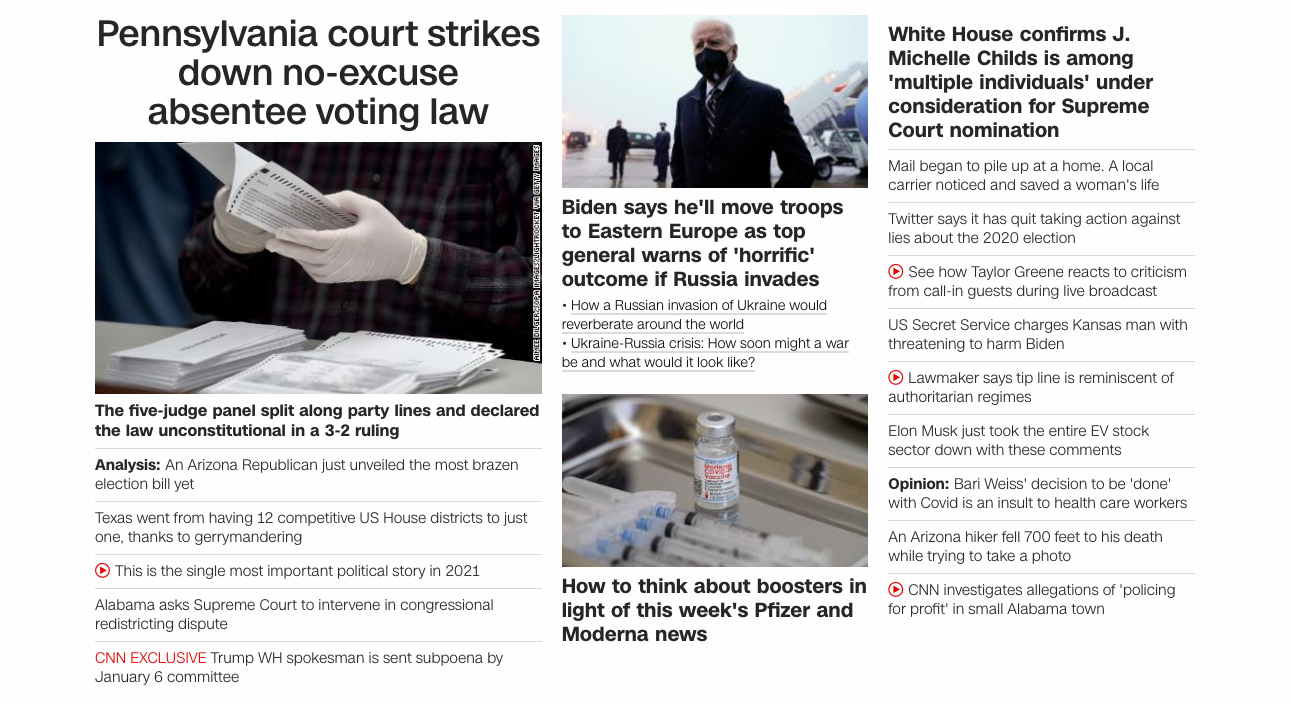 Pennsylvania court strikes
down no-excuse
absentee voting law
AIMEE DILGER/SOPA IMAGES/LIGHTROCKET VIA GETTY IMAGES
The five-judge panel split along party lines and declared
the law unconstitutional in a 3-2 ruling
Analysis: An Arizona Republican just unveiled the most brazen
election bill yet
Texas went from having 12 competitive US House districts to just
one, thanks to gerrymandering
This is the single most important political story in 2021
Alabama asks Supreme Court to intervene in congressional
redistricting dispute
CNN EXCLUSIVE Trump WH spokesman is sent subpoena by
January 6 committee
Biden says he'll move troops
to Eastern Europe as top
general warns of 'horrific'
outcome if Russia invades
• How a Russian invasion of Ukraine would
reverberate around the world
• Ukraine-Russia crisis: How soon might a war
be and what would it look like?
Moderna
COVID-19
Vaccine
How to think about boosters in
light of this week's Pfizer and
Moderna news
White House confirms J.
Michelle Childs is among
'multiple individuals' under
consideration for Supreme
Court nomination
Mail began to pile up at a home. A local
carrier noticed and saved a woman's life
Twitter says it has quit taking action against
lies about the 2020 election
See how Taylor Greene reacts to criticism
from call-in guests during live broadcast
US Secret Service charges Kansas man with
threatening to harm Biden
Lawmaker says tip line is reminiscent of
authoritarian regimes
Elon Musk just took the entire EV stock
sector down with these comments
Opinion: Bari Weiss' decision to be 'done'
with Covid is an insult to health care workers
An Arizona hiker fell 700 feet to his death
while trying to take a photo
CNN investigates allegations of 'policing
for profit' in small Alabama town